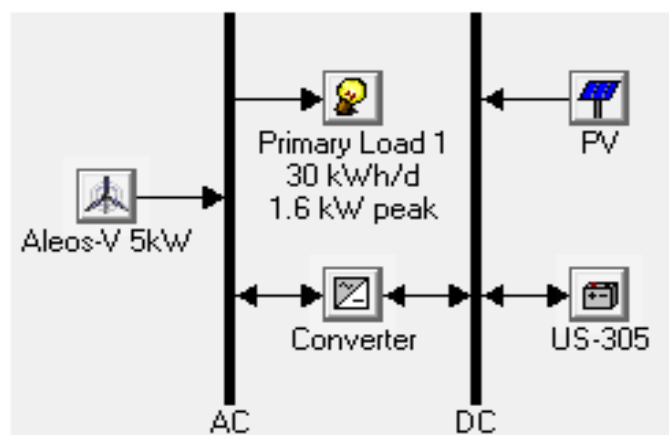 Primary Load 1
30 kWh/d
1.6 kW peak
PV
Aleos-V 5kW
Converter
US-305
AC
DC